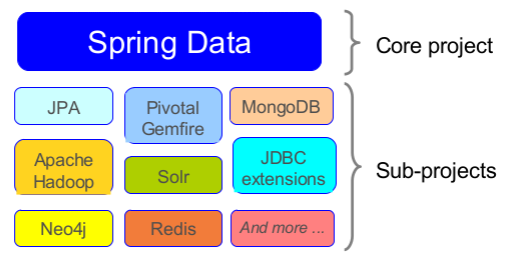 Spring Data
Core project
JPA
Pivotal
Gemfire
MongoDB
Apache
Hadoop
Solr
JDBC
extensions
Sub-projects
Neo4j
Redis
And more ...